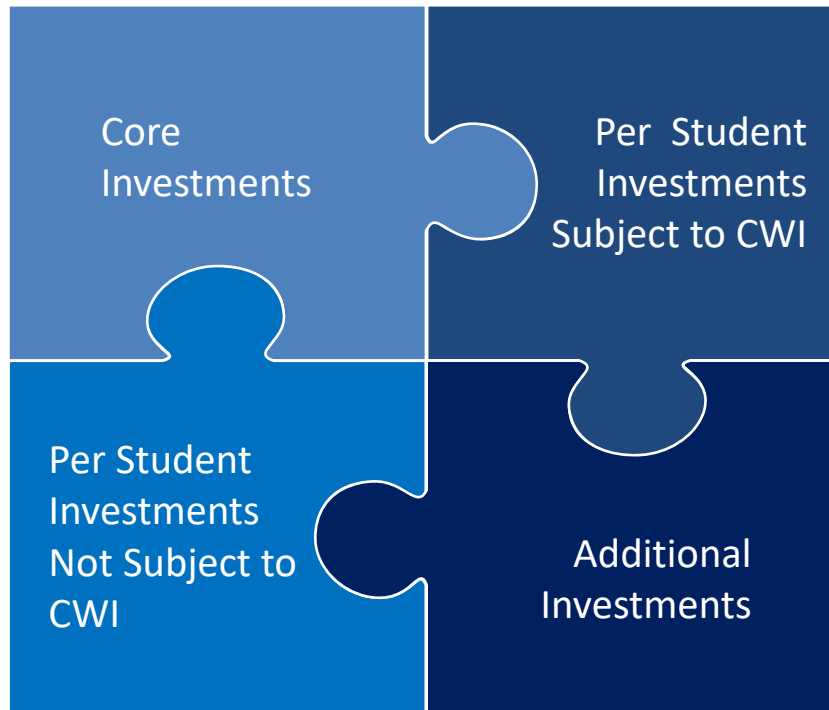 Core
Investments
Per Student
Investments
Subject to CWI
Per Student
Investments
Not Subject to
CWI
Additional
Investments